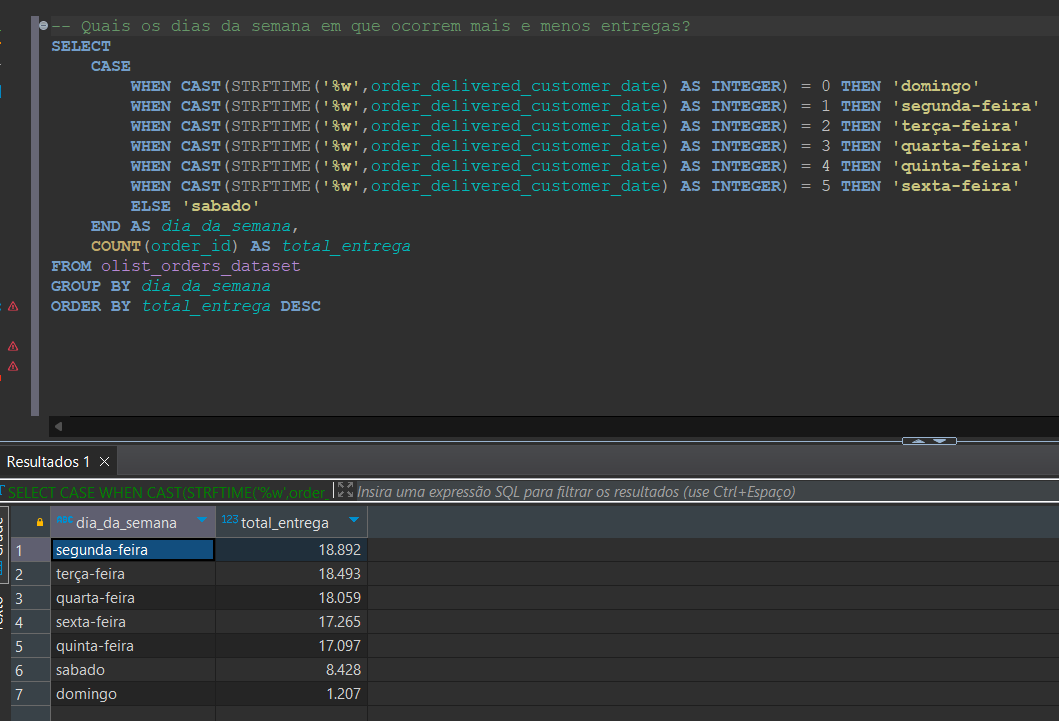 -- Quais os dias da semana em que ocorrem mais e menos entregas?
SELECT
CASE
WHEN CAST(STRFTIME('%w',order_delivered_customer_date) AS INTEGER) = 0 THEN 'domingo'
WHEN CAST(STRFTIME('%w',order_delivered_customer_date) AS INTEGER) = 1 THEN 'segunda-feira'
WHEN CAST(STRFTIME('%w',order_delivered_customer_date) AS INTEGER) = 2 THEN 'terça-feira'
WHEN CAST(STRFTIME('%w',order_delivered_customer_date) AS INTEGER) = 3 THEN 'quarta-feira'
WHEN CAST(STRFTIME('%w',order_delivered_customer_date) AS INTEGER) = 4 THEN 'quinta-feira'
WHEN CAST(STRFTIME('%w',order_delivered_customer_date) AS INTEGER) = 5 THEN 'sexta-feira'
ELSE 'sabado'
END AS dia_da_semana,
COUNT(order_id) AS total_entrega
FROM olist_orders_dataset
GROUP BY dia_da_semana
ORDER BY total_entrega DESC
Resultados 1
SELECT CASE WHEN CAST(STRFTIME('%w',order Insira uma expressão SQL para filtrar os resultados (use Ctrl+Espaço)
dia_da_semana 123 total_entrega
1 segunda-feira 18.892
2 terça-feira 18.493
3 quarta-feira 18.059
4 sexta-feira 17.265
5 quinta-feira 17.097
6 sabado 8.428
7 domingo 1.207